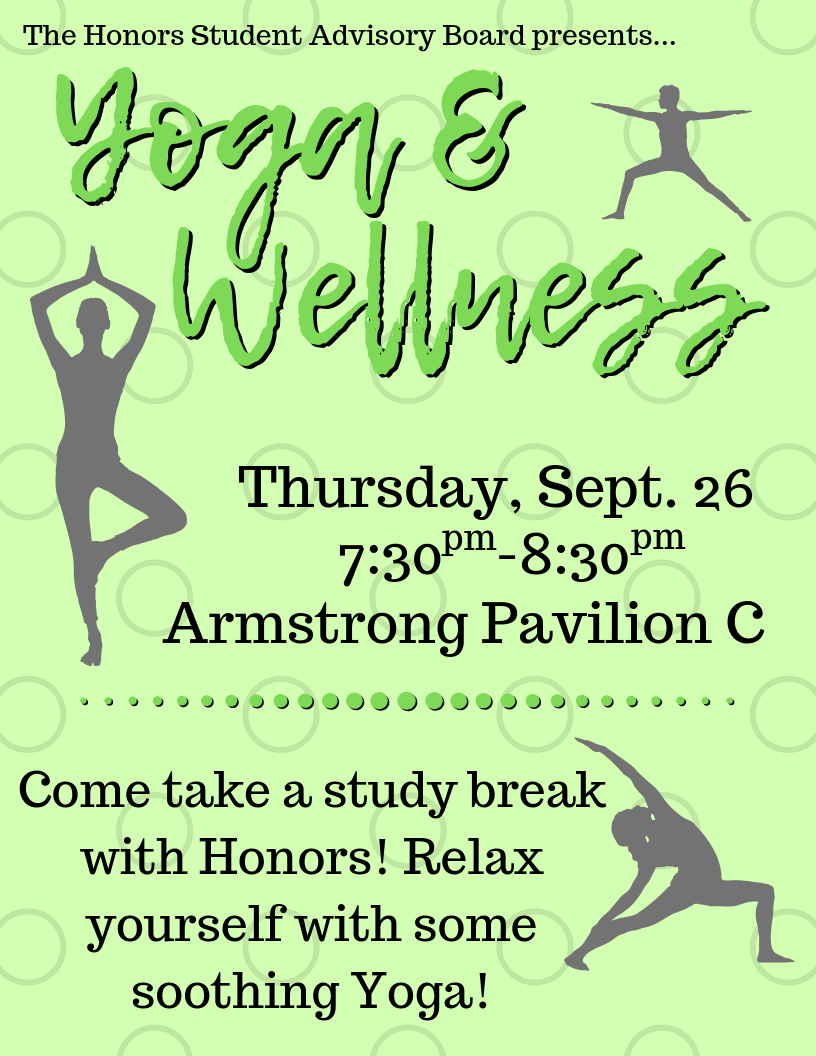 The Honors Student Advisory Board presents...
Yoga &
Wellness
Thursday, Sept. 26
7:30pm-8:30pm
Armstrong Pavilion C
Come take a study break
with Honors! Relax
yourself with some
soothing Yoga!